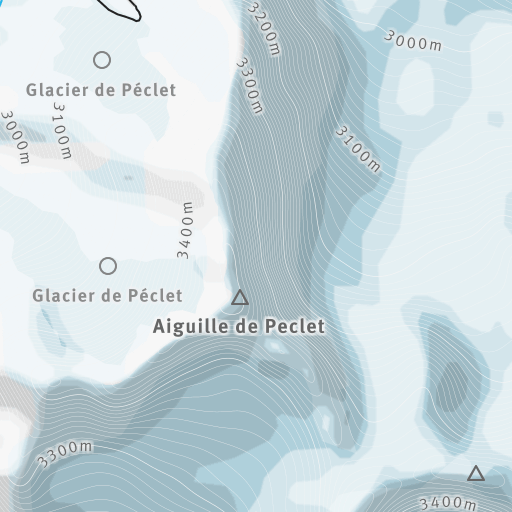 3200m
3000m
Glacier de Péclet
3300m
3000m
3100m
3100m
3400m
Glacier de Péclet
Aiguille de Peclet
3300m
3400m